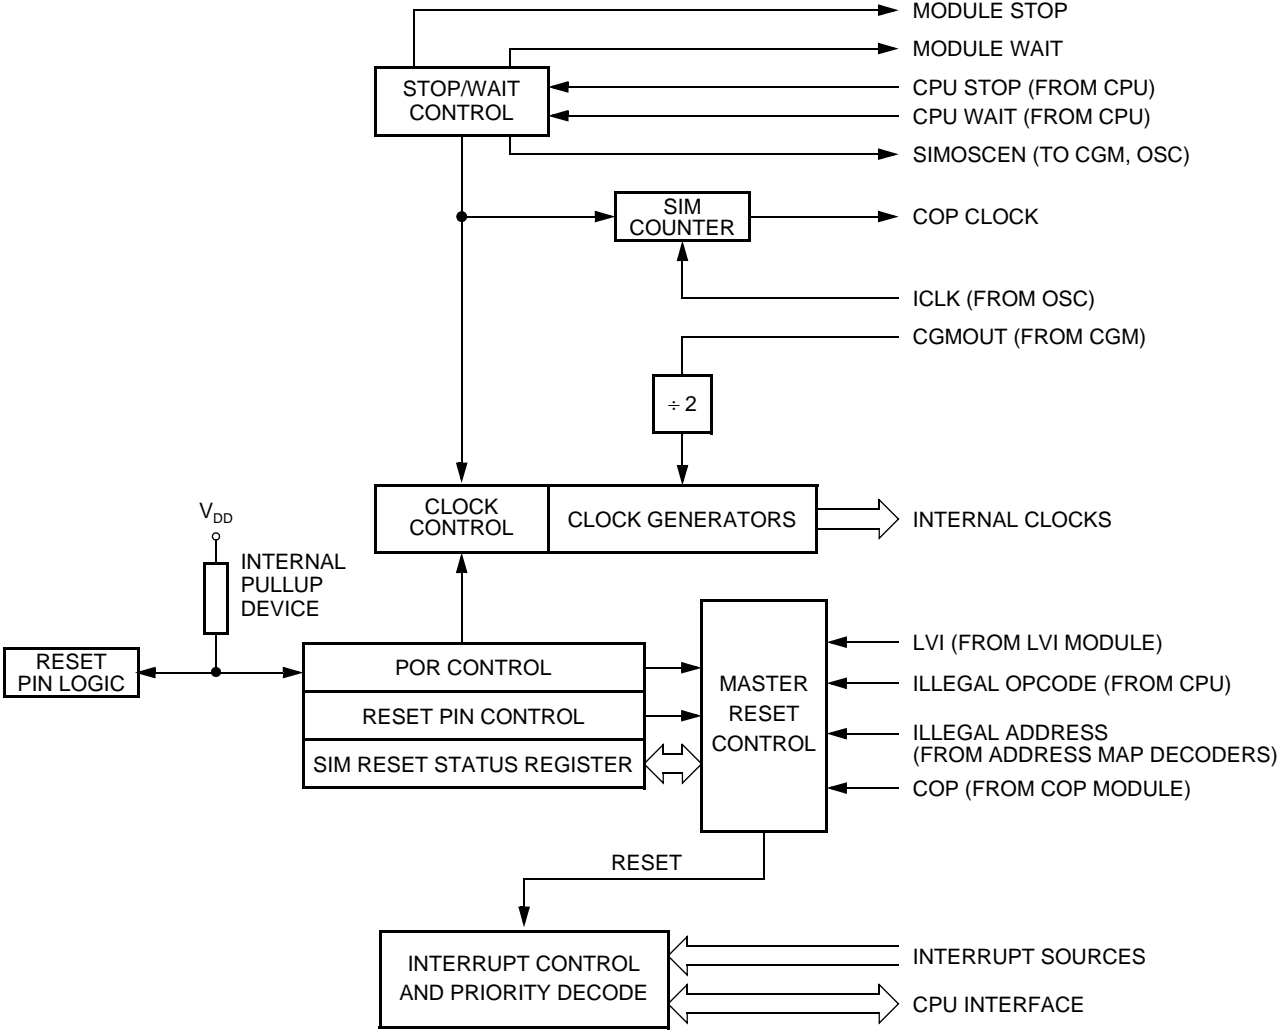 MODULE STOP
MODULE WAIT
STOP/WAIT
CONTROL
CPU STOP (FROM CPU)
CPU WAIT (FROM CPU)
SIMOSCEN (TO CGM, OSC)
SIM
COUNTER
COP CLOCK
ICLK (FROM OSC)
CGMOUT (FROM CGM)
÷ 2
CLOCK
CONTROL
CLOCK GENERATORS
INTERNAL CLOCKS
VDD
INTERNAL
PULLUP
DEVICE
RESET
PIN LOGIC
POR CONTROL
RESET PIN CONTROL
SIM RESET STATUS REGISTER
MASTER
RESET
CONTROL
LVI (FROM LVI MODULE)
ILLEGAL OPCODE (FROM CPU)
ILLEGAL ADDRESS
(FROM ADDRESS MAP DECODERS)
COP (FROM COP MODULE)
RESET
INTERRUPT CONTROL
AND PRIORITY DECODE
INTERRUPT SOURCES
CPU INTERFACE